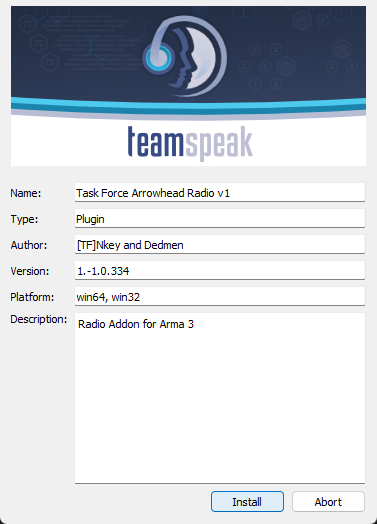 teamspeak
Name: Task Force Arrowhead Radio v1
Type: Plugin
Author: [TF]Nkey and Dedmen
Version: 1.-1.0.334
Platform: win64, win32
Description: Radio Addon for Arma 3
Install Abort